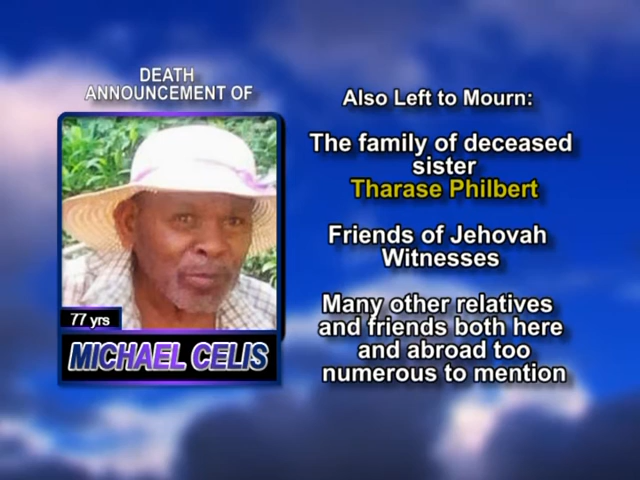 DEATH
ANNOUNCEMENT OF
77 yrs
MICHAEL CELIS
Also Left to Mourn:
The family of deceased
sister
Tharase Philbert
Friends of Jehovah
Witnesses
Many other relatives
and friends both here
and abroad too
numerous to mention